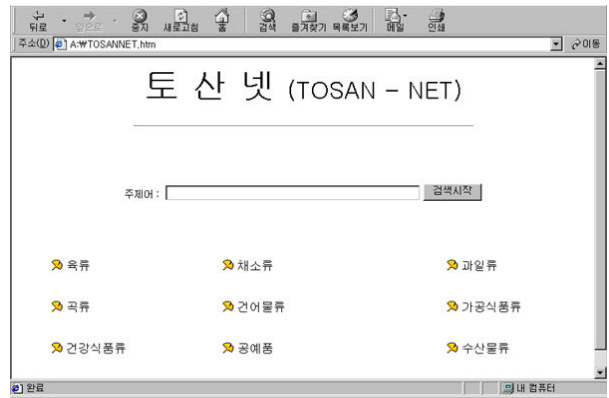 뒤로 앞으로 중지 새로고침 홈 검색 즐겨찾기 목록보기 메일 인쇄
주소(D) A:₩TOSANNET.htm 이동
토 산 넷 (TOSAN - NET)
주제어 : 검색시작
육류 채소류 과일류
곡류 건어물류 가공식품류
건강식품류 공예품 수산물류
완료 내 컴퓨터